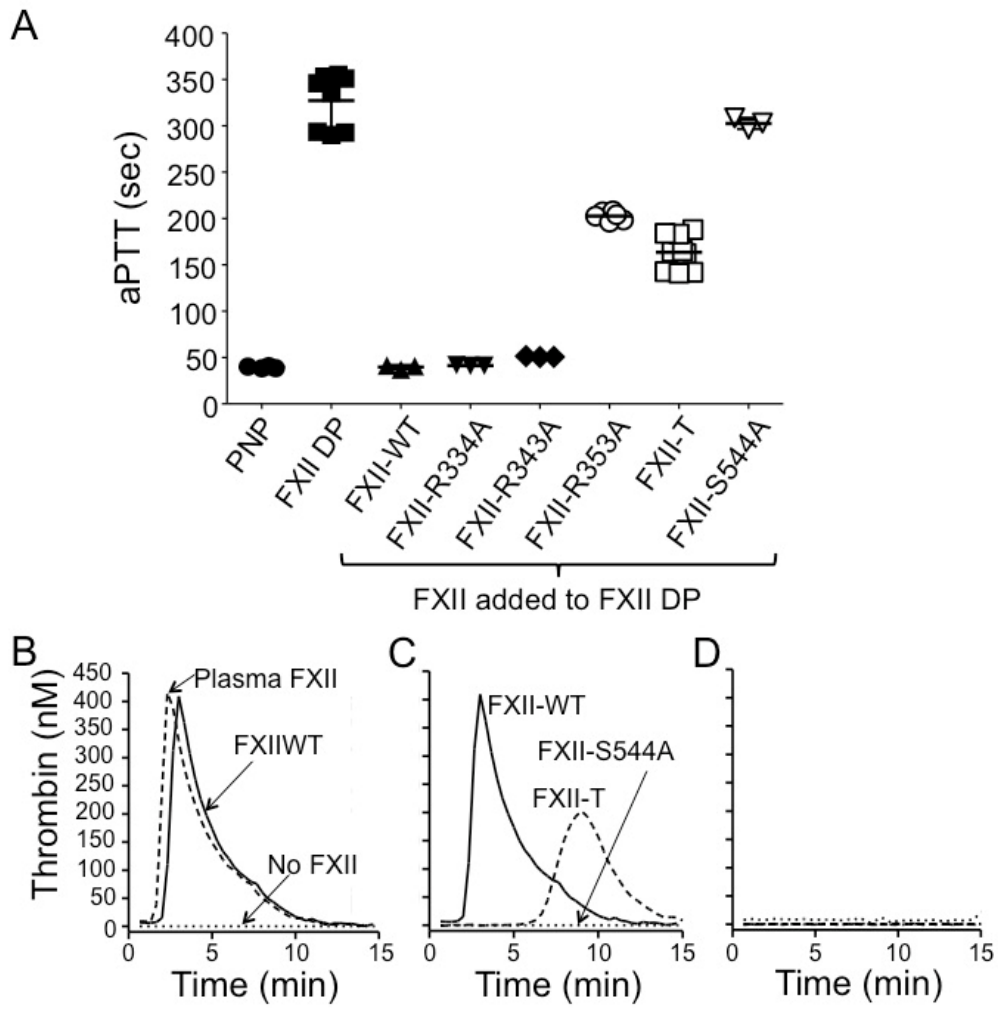 A
aPTT (sec)
400
350
300
250
200
150
100
50
0
PNP
FXII DP
FXII-WT
FXII-R334A
FXII-R343A
FXII-R353A
FXII-T
FXII-S544A
FXII added to FXII DP
B
Thrombin (nM)
450
400
350
300
250
200
150
100
50
0
Plasma FXII
FXIIWT
No FXII
0 5 10 15
Time (min)
C
FXII-WT
FXII-S544A
FXII-T
0 5 10 15
Time (min)
D
0 5 10 15
Time (min)